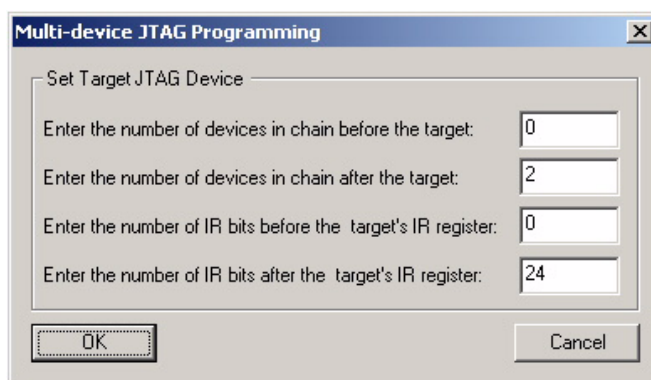 Multi-device JTAG Programming
Set Target JTAG Device
Enter the number of devices in chain before the target: 0
Enter the number of devices in chain after the target: 2
Enter the number of IR bits before the  target's IR register: 0
Enter the number of IR bits after the  target's IR register: 24
OK Cancel